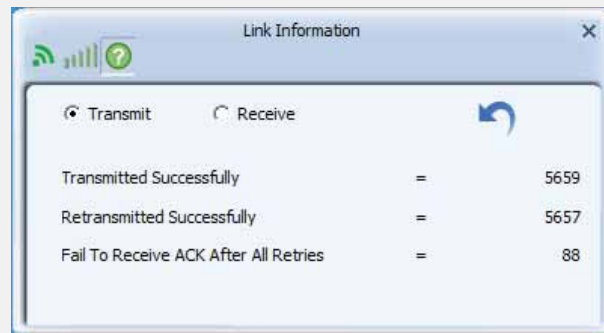 Link Information
Transmit Receive
Transmitted Successfully = 5659
Retransmitted Successfully = 5657
Fail To Receive ACK After All Retries = 88